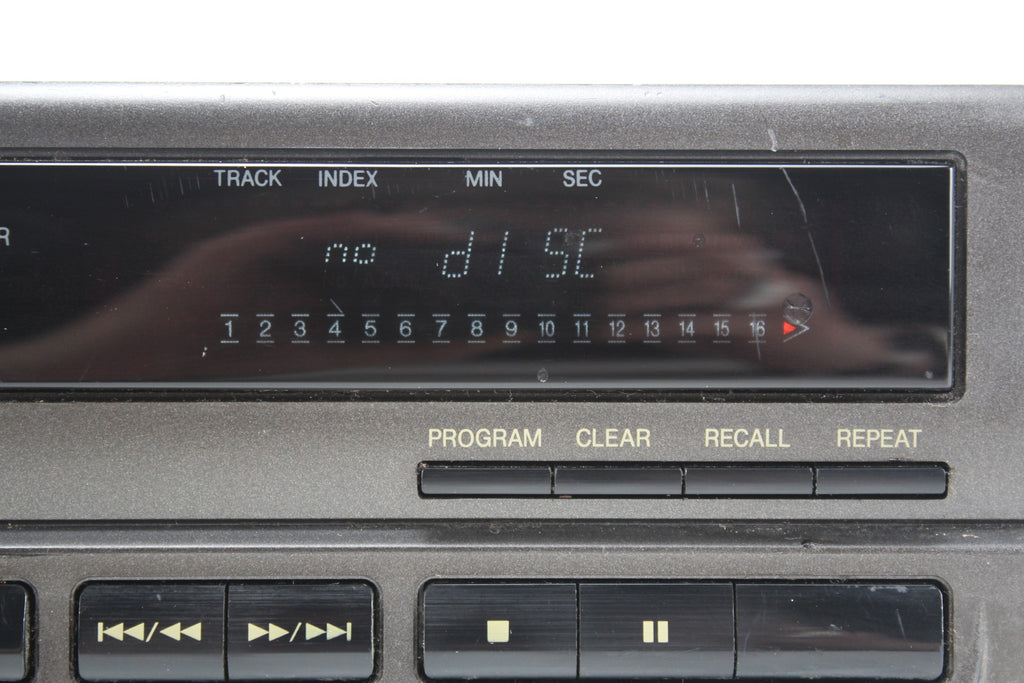 TRACK INDEX MIN SEC
R
no dISC
1 2 3 4 5 6 7 8 9 10 11 12 13 14 15 16
PROGRAM CLEAR RECALL REPEAT